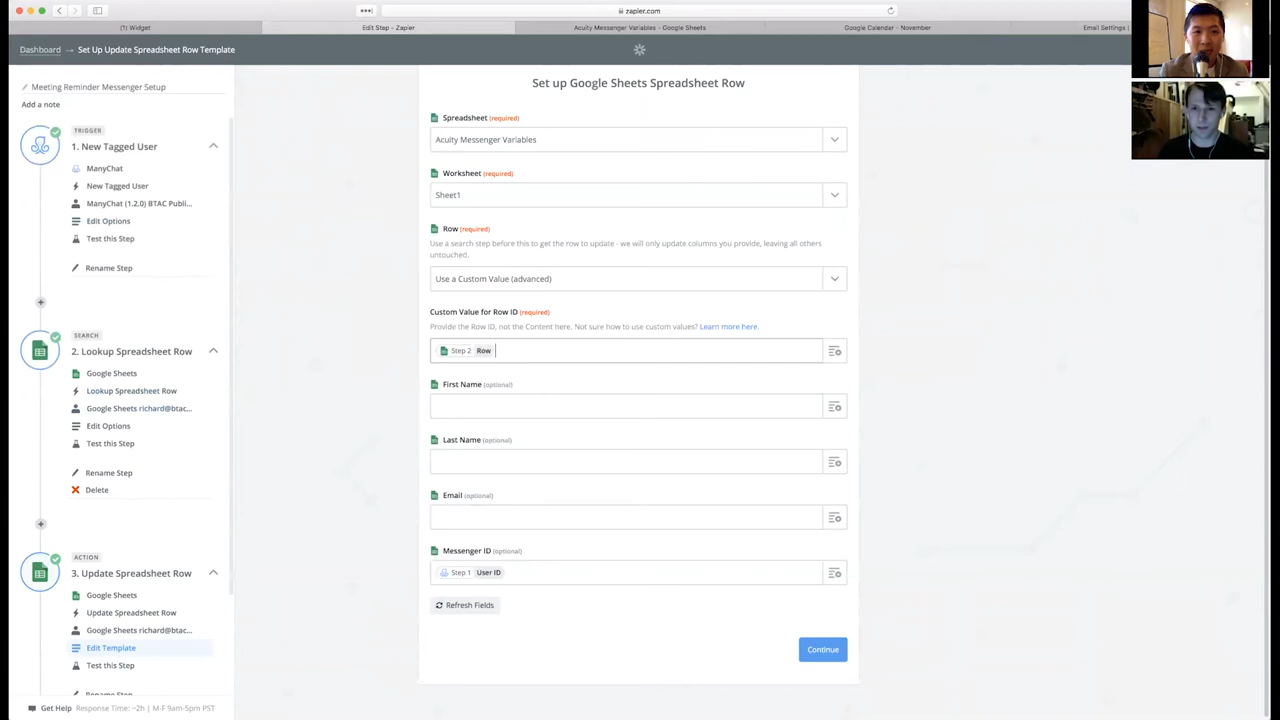 zapier.com
(1) Widget
Edit Step - Zapier
Acuity Messenger Variables - Google Sheets
Google Calendar - November
Email Settings |
Dashboard → Set Up Update Spreadsheet Row Template
Meeting Reminder Messenger Setup
Add a note
TRIGGER
1. New Tagged User
ManyChat
New Tagged User
ManyChat (1.2.0) BTAC Publi...
Edit Options
Test this Step
Rename Step
SEARCH
2. Lookup Spreadsheet Row
Google Sheets
Lookup Spreadsheet Row
Google Sheets richard@btac...
Edit Options
Test this Step
Rename Step
Delete
ACTION
3. Update Spreadsheet Row
Google Sheets
Update Spreadsheet Row
Google Sheets richard@btac...
Edit Template
Test this Step
Rename Step
Get Help Response Time: ~2h | M-F 9am-5pm PST
Set up Google Sheets Spreadsheet Row
Spreadsheet (required)
Acuity Messenger Variables
Worksheet (required)
Sheet1
Row (required)
Use a search step before this to get the row to update - we will only update columns you provide, leaving all others
untouched.
Use a Custom Value (advanced)
Custom Value for Row ID (required)
Provide the Row ID, not the Content here. Not sure how to use custom values? Learn more here.
Step 2 Row
First Name (optional)
Last Name (optional)
Email (optional)
Messenger ID (optional)
Step 1 User ID
Refresh Fields
Continue